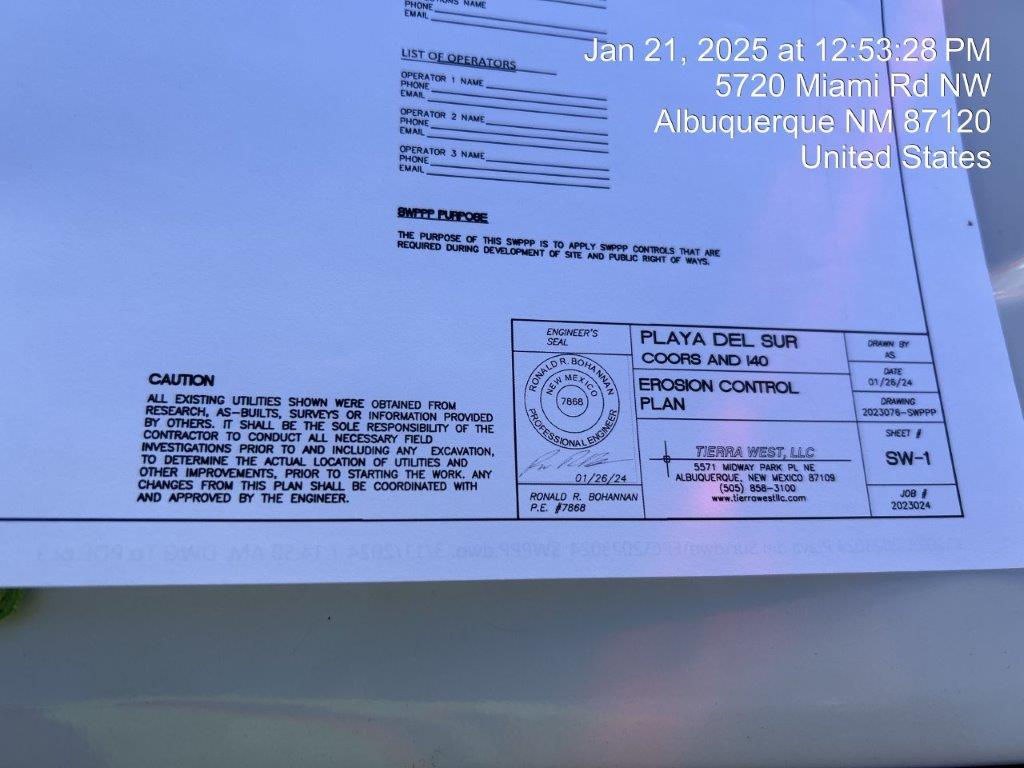 PHONE
EMAIL
LIST OF OPERATORS
OPERATOR 1 NAME
PHONE
EMAIL
OPERATOR 2 NAME
PHONE
EMAIL
OPERATOR 3 NAME
PHONE
EMAIL
Jan 21, 2025 at 12:53:28 PM
5720 Miami Rd NW
Albuquerque NM 87120
United States
SWPPP PURPOSE
THE PURPOSE OF THIS SWPPP IS TO APPLY SWPPP CONTROLS THAT ARE
REQUIRED DURING DEVELOPMENT OF SITE AND PUBLIC RIGHT OF WAYS.
CAUTION
ALL EXISTING UTILITIES SHOWN WERE OBTAINED FROM
RESEARCH, AS-BUILTS, SURVEYS OR INFORMATION PROVIDED
BY OTHERS. IT SHALL BE THE SOLE RESPONSIBILITY OF THE
CONTRACTOR TO CONDUCT ALL NECESSARY FIELD
INVESTIGATIONS PRIOR TO AND INCLUDING ANY EXCAVATION,
TO DETERMINE THE ACTUAL LOCATION OF UTILITIES AND
OTHER IMPROVEMENTS, PRIOR TO STARTING THE WORK. ANY
CHANGES FROM THIS PLAN SHALL BE COORDINATED WITH
AND APPROVED BY THE ENGINEER.
ENGINEER'S
SEAL
RONALD R. BOHANNAN
NEW MEXICO
7868
PROFESSIONAL ENGINEER
01/26/24
RONALD R. BOHANNAN
P.E. #7868
PLAYA DEL SUR
COORS AND I40
EROSION CONTROL
PLAN
TIERRA WEST, LLC
5571 MIDWAY PARK PL NE
ALBUQUERQUE, NEW MEXICO 87109
(505) 858-3100
www.tierrawestllc.com
DRAWN BY
AS
DATE
01/26/24
DRAWING
2023076-SWPPP
SHEET #
SW-1
JOB #
2023024